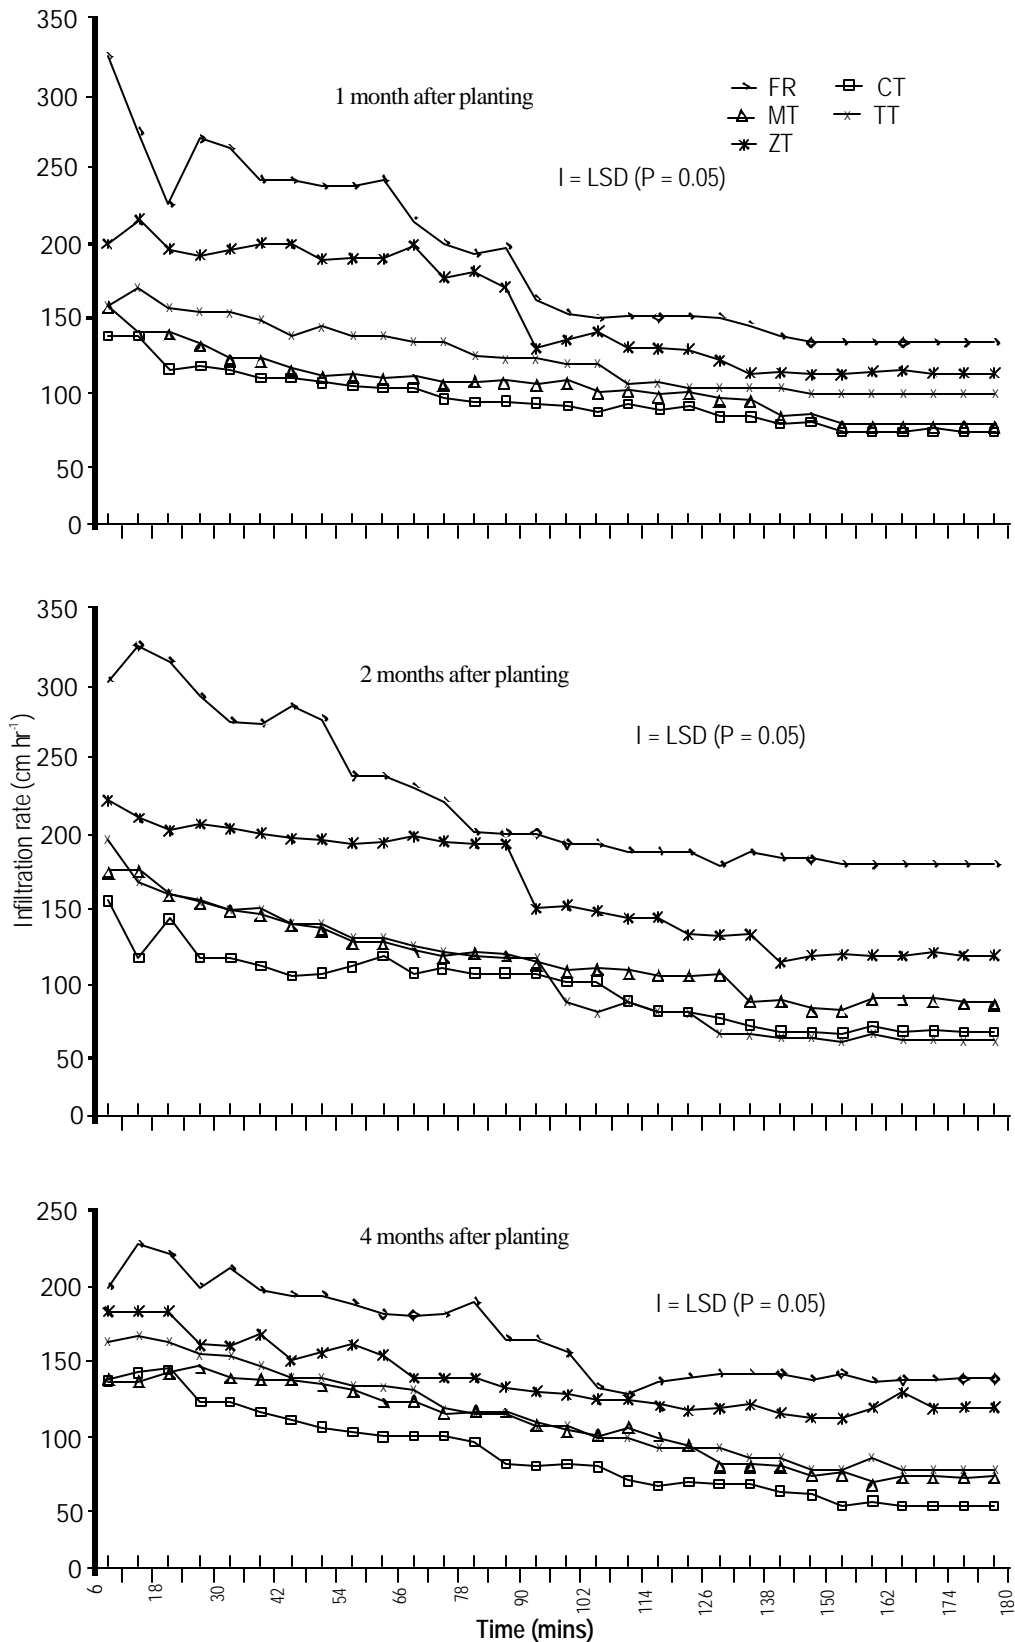 350
1 month after planting
FR CT
MT TT
ZT
I = LSD (P = 0.05)
300
250
200
150
100
50
0
350
2 months after planting
I = LSD (P = 0.05)
300
250
200
150
100
50
0
Infiltration rate (cm hr⁻¹)
250
4 months after planting
I = LSD (P = 0.05)
200
150
100
50
0
6 18 30 42 54 66 78 90 102 114 126 138 150 162 174 180
Time (mins)